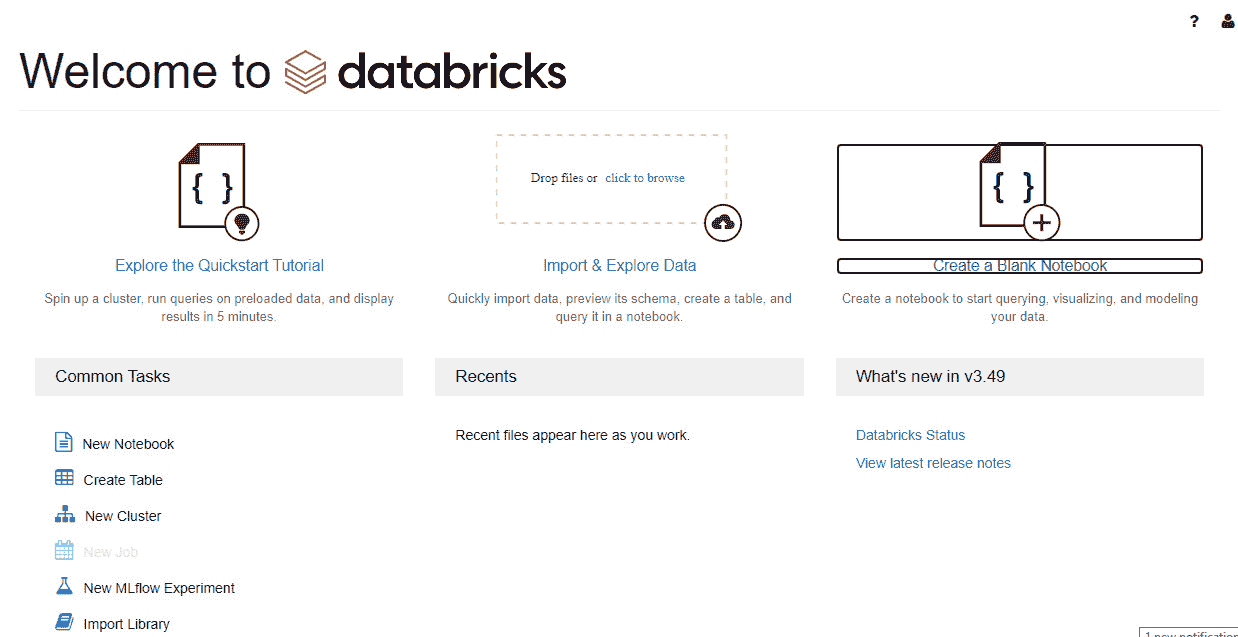 ?
Welcome to databricks
{ }
Drop files or click to browse
{ }
Explore the Quickstart Tutorial
Spin up a cluster, run queries on preloaded data, and display
results in 5 minutes.
Import & Explore Data
Quickly import data, preview its schema, create a table, and
query it in a notebook.
Create a Blank Notebook
Create a notebook to start querying, visualizing, and modeling
your data.
Common Tasks
New Notebook
Create Table
New Cluster
New Job
New MLflow Experiment
Import Library
Recents
Recent files appear here as you work.
What's new in v3.49
Databricks Status
View latest release notes
1 new notification